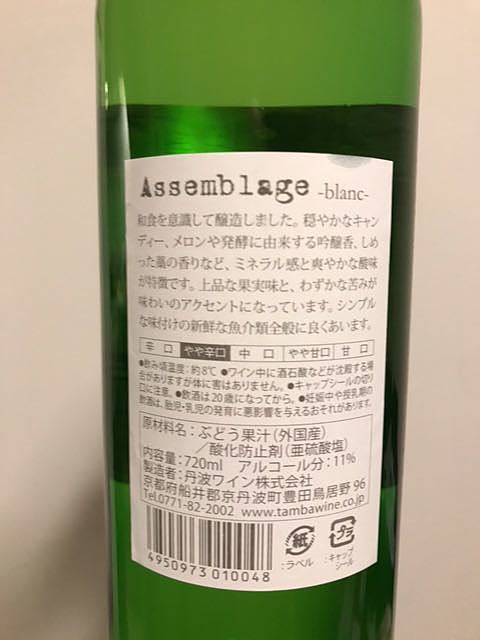 Assemblage -blanc-
和食を意識して醸造しました。穏やかなキャン
ディー、メロンや発酵に由来する吟醸香、しめ
った藁の香りなど、ミネラル感と爽やかな酸味
が特徴です。上品な果実味と、わずかな苦みが
味わいのアクセントになっています。シンプル
な味付けの新鮮な魚介類全般に良くあいます。
辛口 やや辛口 中口 やや甘口 甘口
●飲み頃温度:約8℃ ●ワイン中に酒石酸などが沈殿する場
合がありますが体に害はありません。●キャップシールの切り
口に注意。●飲酒は20歳になってから。●妊娠中や授乳期の
飲酒は、胎児・乳児の発育に悪影響を与えるおそれがあります。
原材料名:ぶどう果汁(外国産)
/酸化防止剤(亜硫酸塩)
内容量:720ml アルコール分:11%
製造者:丹波ワイン株式会社
京都府船井郡京丹波町豊田鳥居野96
Tel.0771-82-2002 www.tambawine.co.jp
4950973010048
紙
:ラベル
プラ
:キャップ
シール